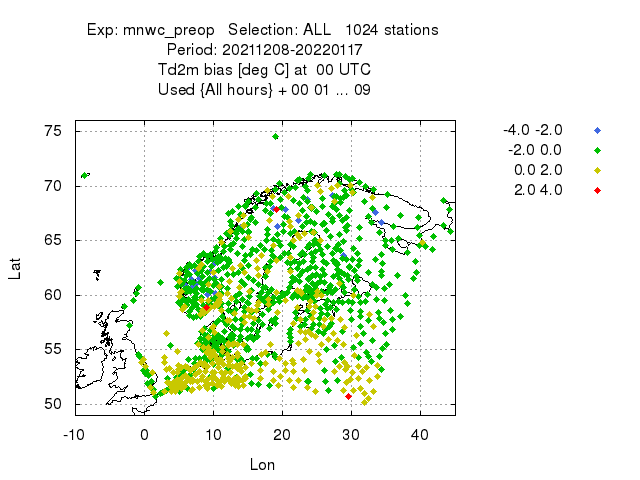 Exp: mnwc_preop   Selection: ALL   1024 stations
Period: 20211208-20220117
Td2m bias [deg C] at  00 UTC
Used {All hours} + 00 01 ... 09
-4.0 -2.0
-2.0 0.0
0.0 2.0
2.0 4.0
75
70
65
60
55
50
Lat
-10 0 10 20 30 40
Lon